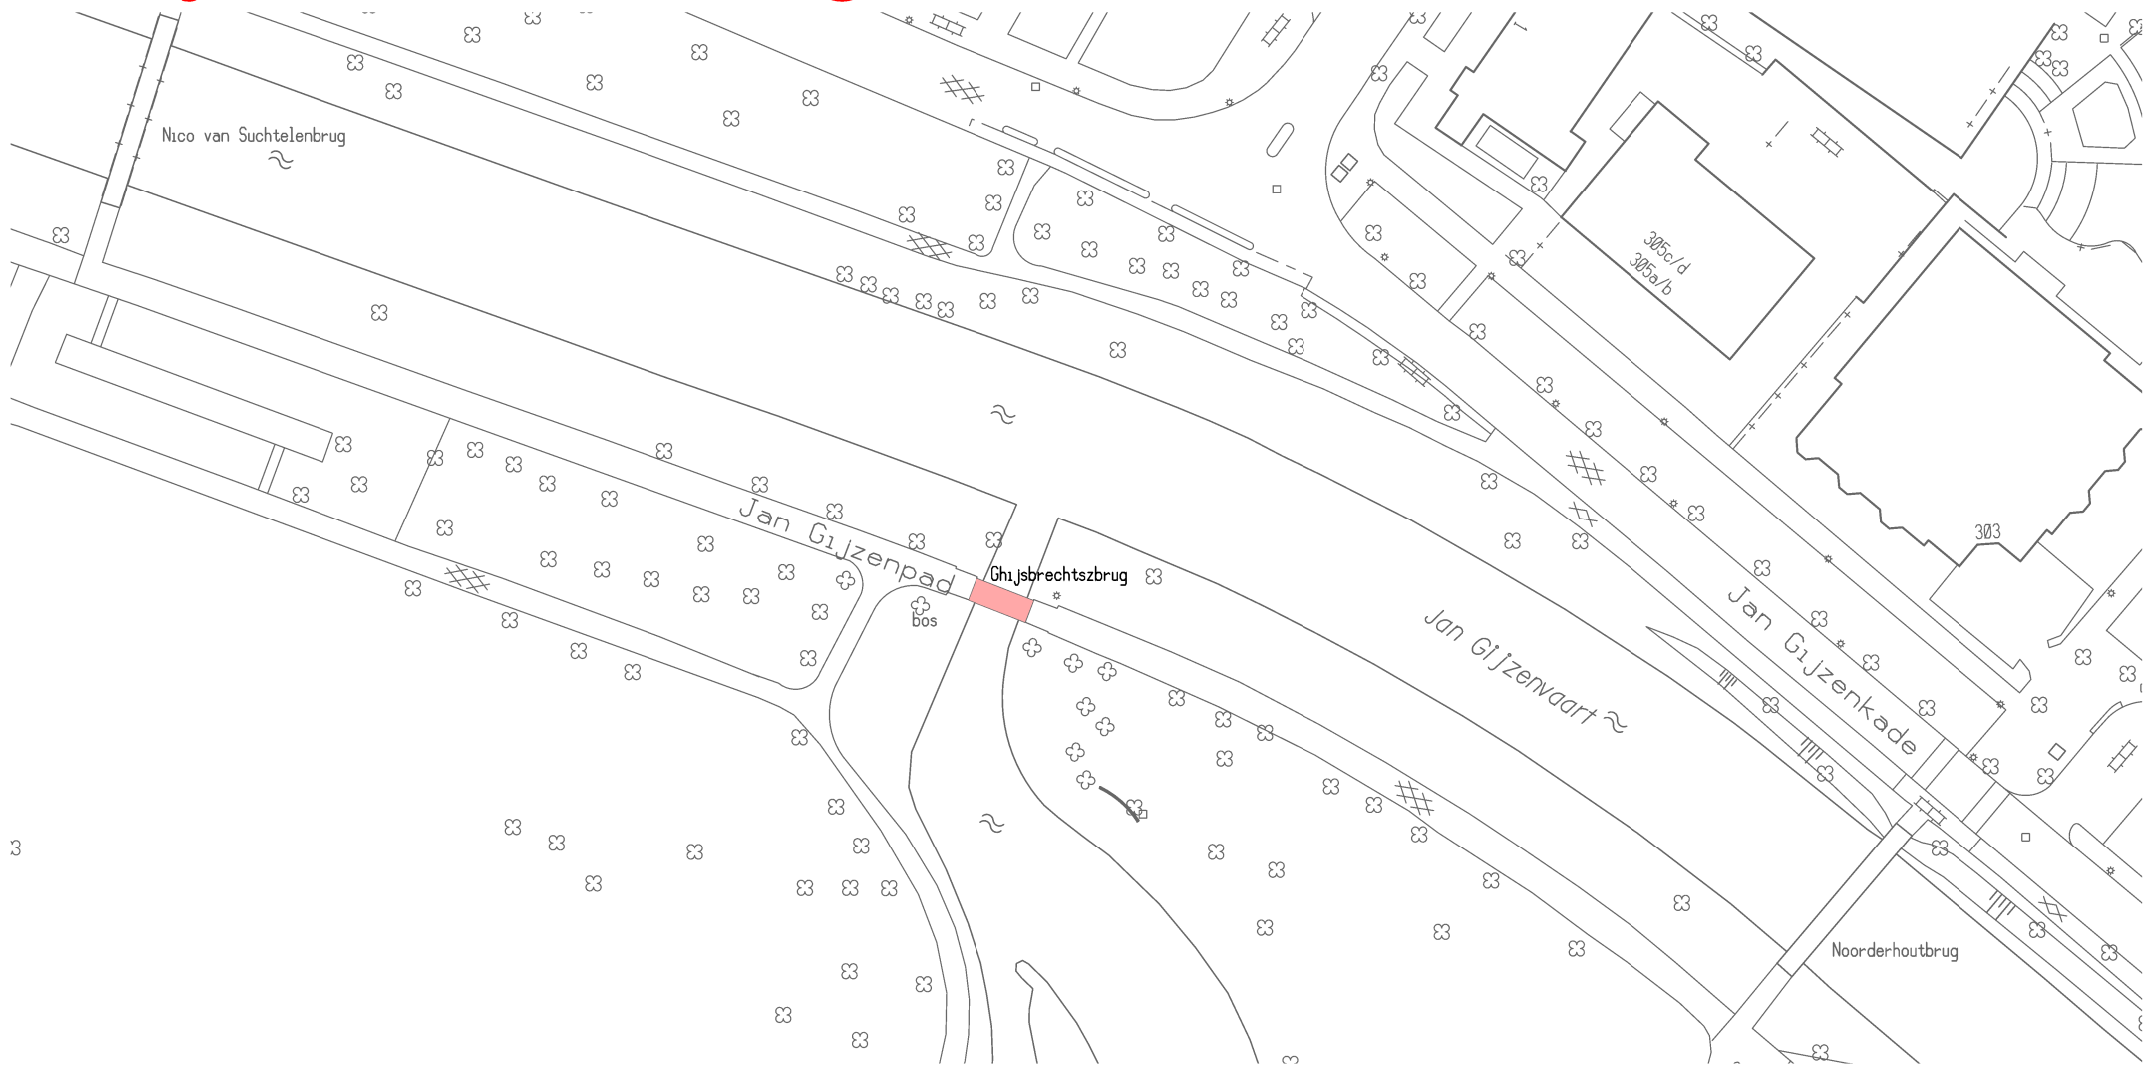 Nico van Suchtelenbrug
305c/d
305a/b
303
Jan Gijzenpad
Ghijsbrechtszbrug
bos
Jan Gijzenvaart
Jan Gijzenkade
Noorderhoutbrug